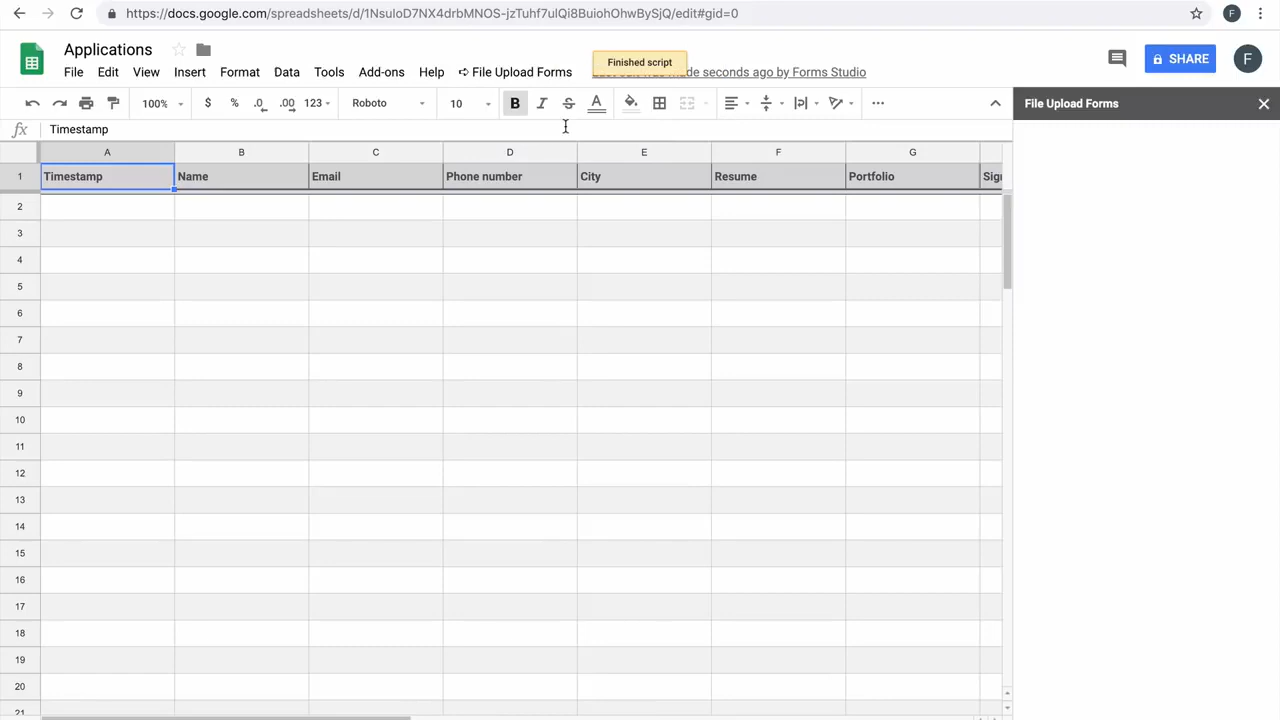 https://docs.google.com/spreadsheets/d/1NsuIoD7NX4drbMNOS-jzTuhf7ulQi8BuiohOhwBySjQ/edit#gid=0
F
Applications
File Edit View Insert Format Data Tools Add-ons Help File Upload Forms
Finished script
de seconds ago by Forms Studio
SHARE
F
100% $ % .0 .00 123 Roboto 10 B I S A
File Upload Forms
fx Timestamp
A B C D E F G
1 Timestamp Name Email Phone number City Resume Portfolio Sig
2
3
4
5
6
7
8
9
10
11
12
13
14
15
16
17
18
19
20
21